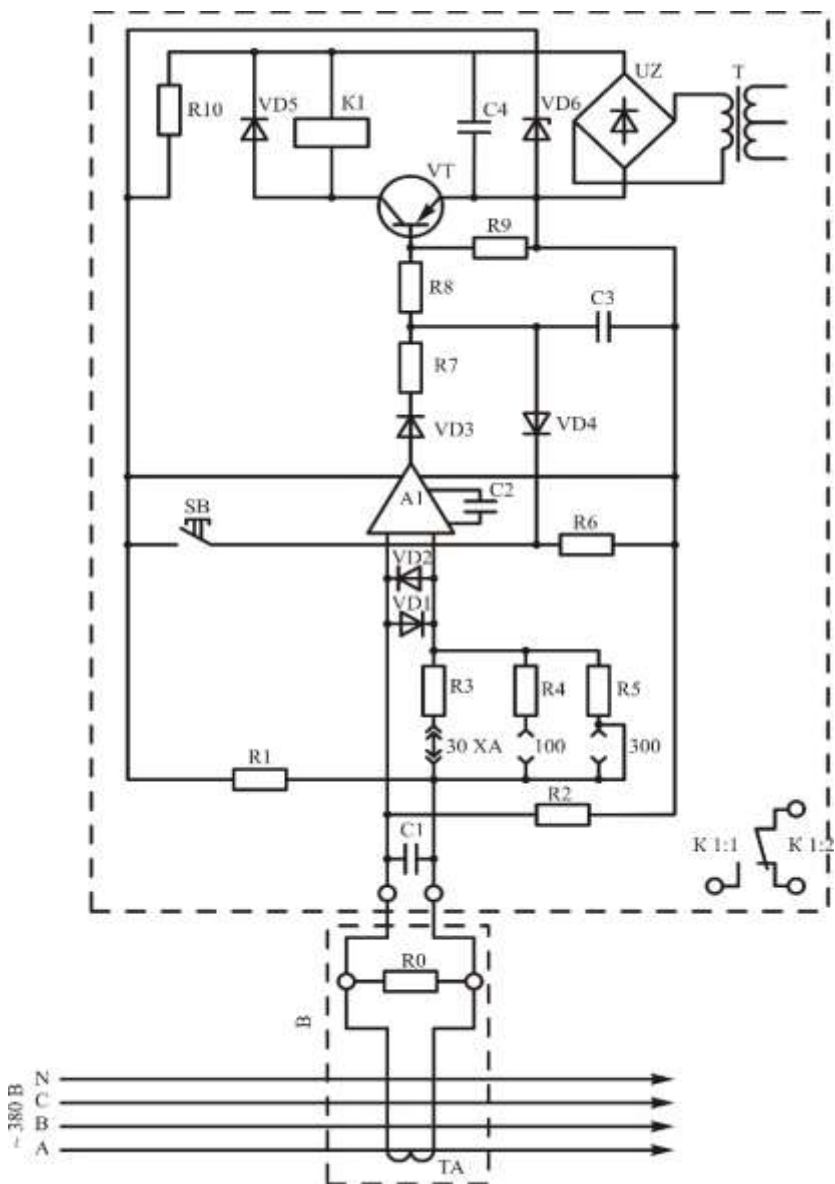 UZ
T
R10
VD5
K1
C4
VD6
VT
R9
R8
C3
R7
VD3
VD4
A1
C2
SB
R6
VD2
VD1
R3
R4
R5
30 XA
100
300
R1
R2
C1
K 1:1
K 1:2
R0
В
~ 380 В
N
C
B
A
TA